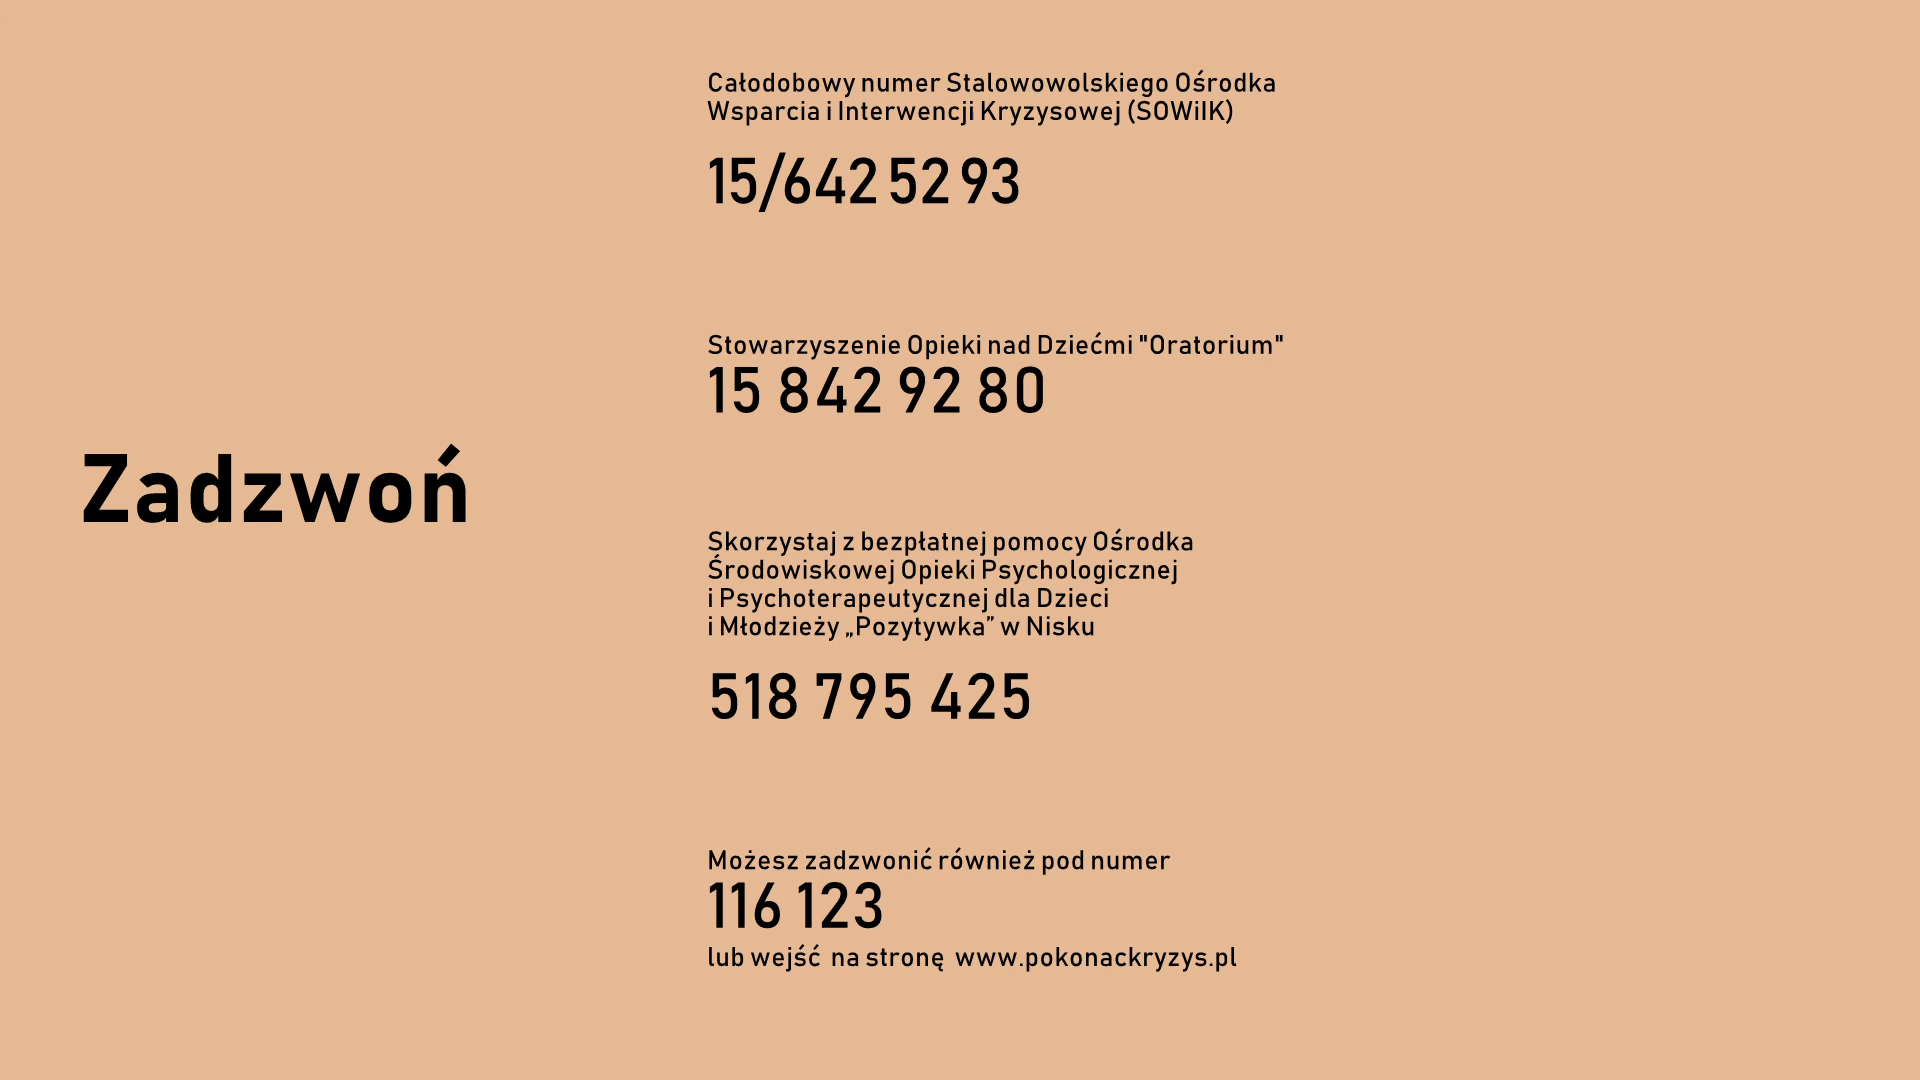 Zadzwoń
Całodobowy numer Stalowowolskiego Ośrodka
Wsparcia i Interwencji Kryzysowej (SOWiIK)
15/642 52 93
Stowarzyszenie Opieki nad Dziećmi "Oratorium"
15 842 92 80
Skorzystaj z bezpłatnej pomocy Ośrodka
Środowiskowej Opieki Psychologicznej
i Psychoterapeutycznej dla Dzieci
i Młodzieży „Pozytywka” w Nisku
518 795 425
Możesz zadzwonić również pod numer
116 123
lub wejść na stronę www.pokonackryzys.pl